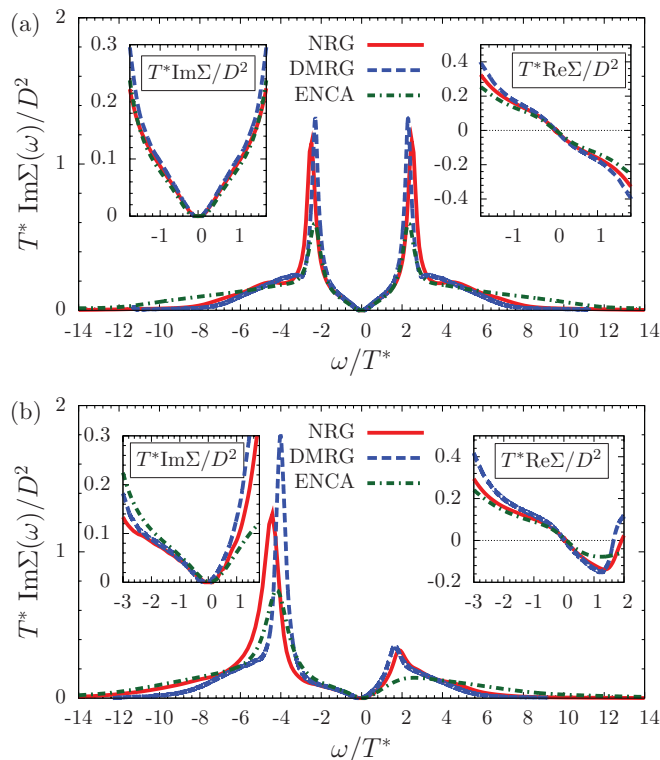 (a)
2
NRG
DMRG
ENCA
T*ImΣ/D²
T*ReΣ/D²
0.3
0.2
0.1
0
-1 0 1
0.4
0.2
0
-0.2
-0.4
-1 0 1
T* ImΣ(ω)/D²
1
0
-14 -12 -10 -8 -6 -4 -2 0 2 4 6 8 10 12 14
ω/T*
(b)
2
NRG
DMRG
ENCA
T*ImΣ/D²
T*ReΣ/D²
0.3
0.2
0.1
0
-3 -2 -1 0 1
0.4
0.2
0
-0.2
-3 -2 -1 0 1 2
T* ImΣ(ω)/D²
1
0
-14 -12 -10 -8 -6 -4 -2 0 2 4 6 8 10 12 14
ω/T*